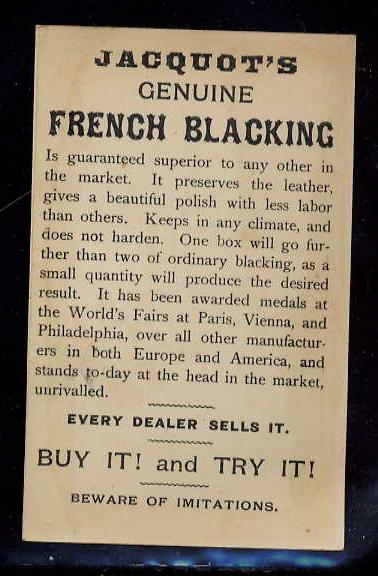 JACQUOT'S
GENUINE
FRENCH BLACKING
Is guaranteed superior to any other in
the market. It preserves the leather,
gives a beautiful polish with less labor
than others. Keeps in any climate, and
does not harden. One box will go fur-
ther than two of ordinary blacking, as a
small quantity will produce the desired
result. It has been awarded medals at
the World's Fairs at Paris, Vienna, and
Philadelphia, over all other manufactur-
ers in both Europe and America, and
stands to-day at the head in the market,
unrivalled.
EVERY DEALER SELLS IT.
BUY IT! and TRY IT!
BEWARE OF IMITATIONS.